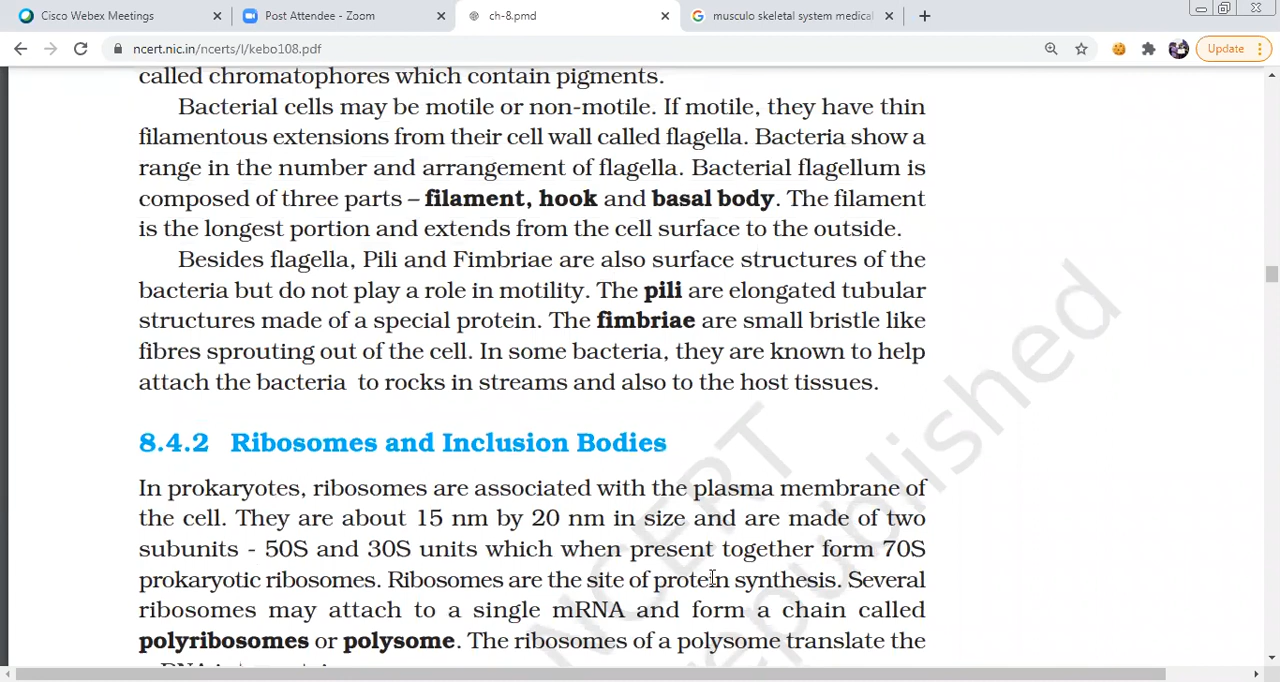 Cisco Webex Meetings
Post Attendee - Zoom
ch-8.pmd
musculo skeletal system medical
ncert.nic.in/ncerts/l/kebo108.pdf
Update
called chromatophores which contain pigments.
Bacterial cells may be motile or non-motile. If motile, they have thin
filamentous extensions from their cell wall called flagella. Bacteria show a
range in the number and arrangement of flagella. Bacterial flagellum is
composed of three parts – filament, hook and basal body. The filament
is the longest portion and extends from the cell surface to the outside.
Besides flagella, Pili and Fimbriae are also surface structures of the
bacteria but do not play a role in motility. The pili are elongated tubular
structures made of a special protein. The fimbriae are small bristle like
fibres sprouting out of the cell. In some bacteria, they are known to help
attach the bacteria to rocks in streams and also to the host tissues.
8.4.2 Ribosomes and Inclusion Bodies
In prokaryotes, ribosomes are associated with the plasma membrane of
the cell. They are about 15 nm by 20 nm in size and are made of two
subunits - 50S and 30S units which when present together form 70S
prokaryotic ribosomes. Ribosomes are the site of protein synthesis. Several
ribosomes may attach to a single mRNA and form a chain called
polyribosomes or polysome. The ribosomes of a polysome translate the
NCERT
republished